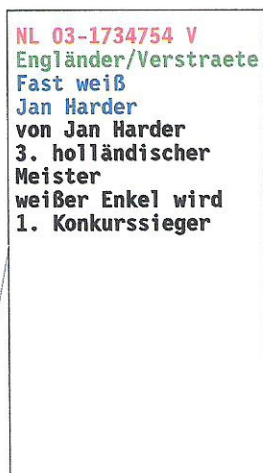 NL 03-1734754 V
Engländer/Verstraete
Fast weiß
Jan Harder
von Jan Harder
3. holländischer
Meister
weißer Enkel wird
1. Konkurssieger